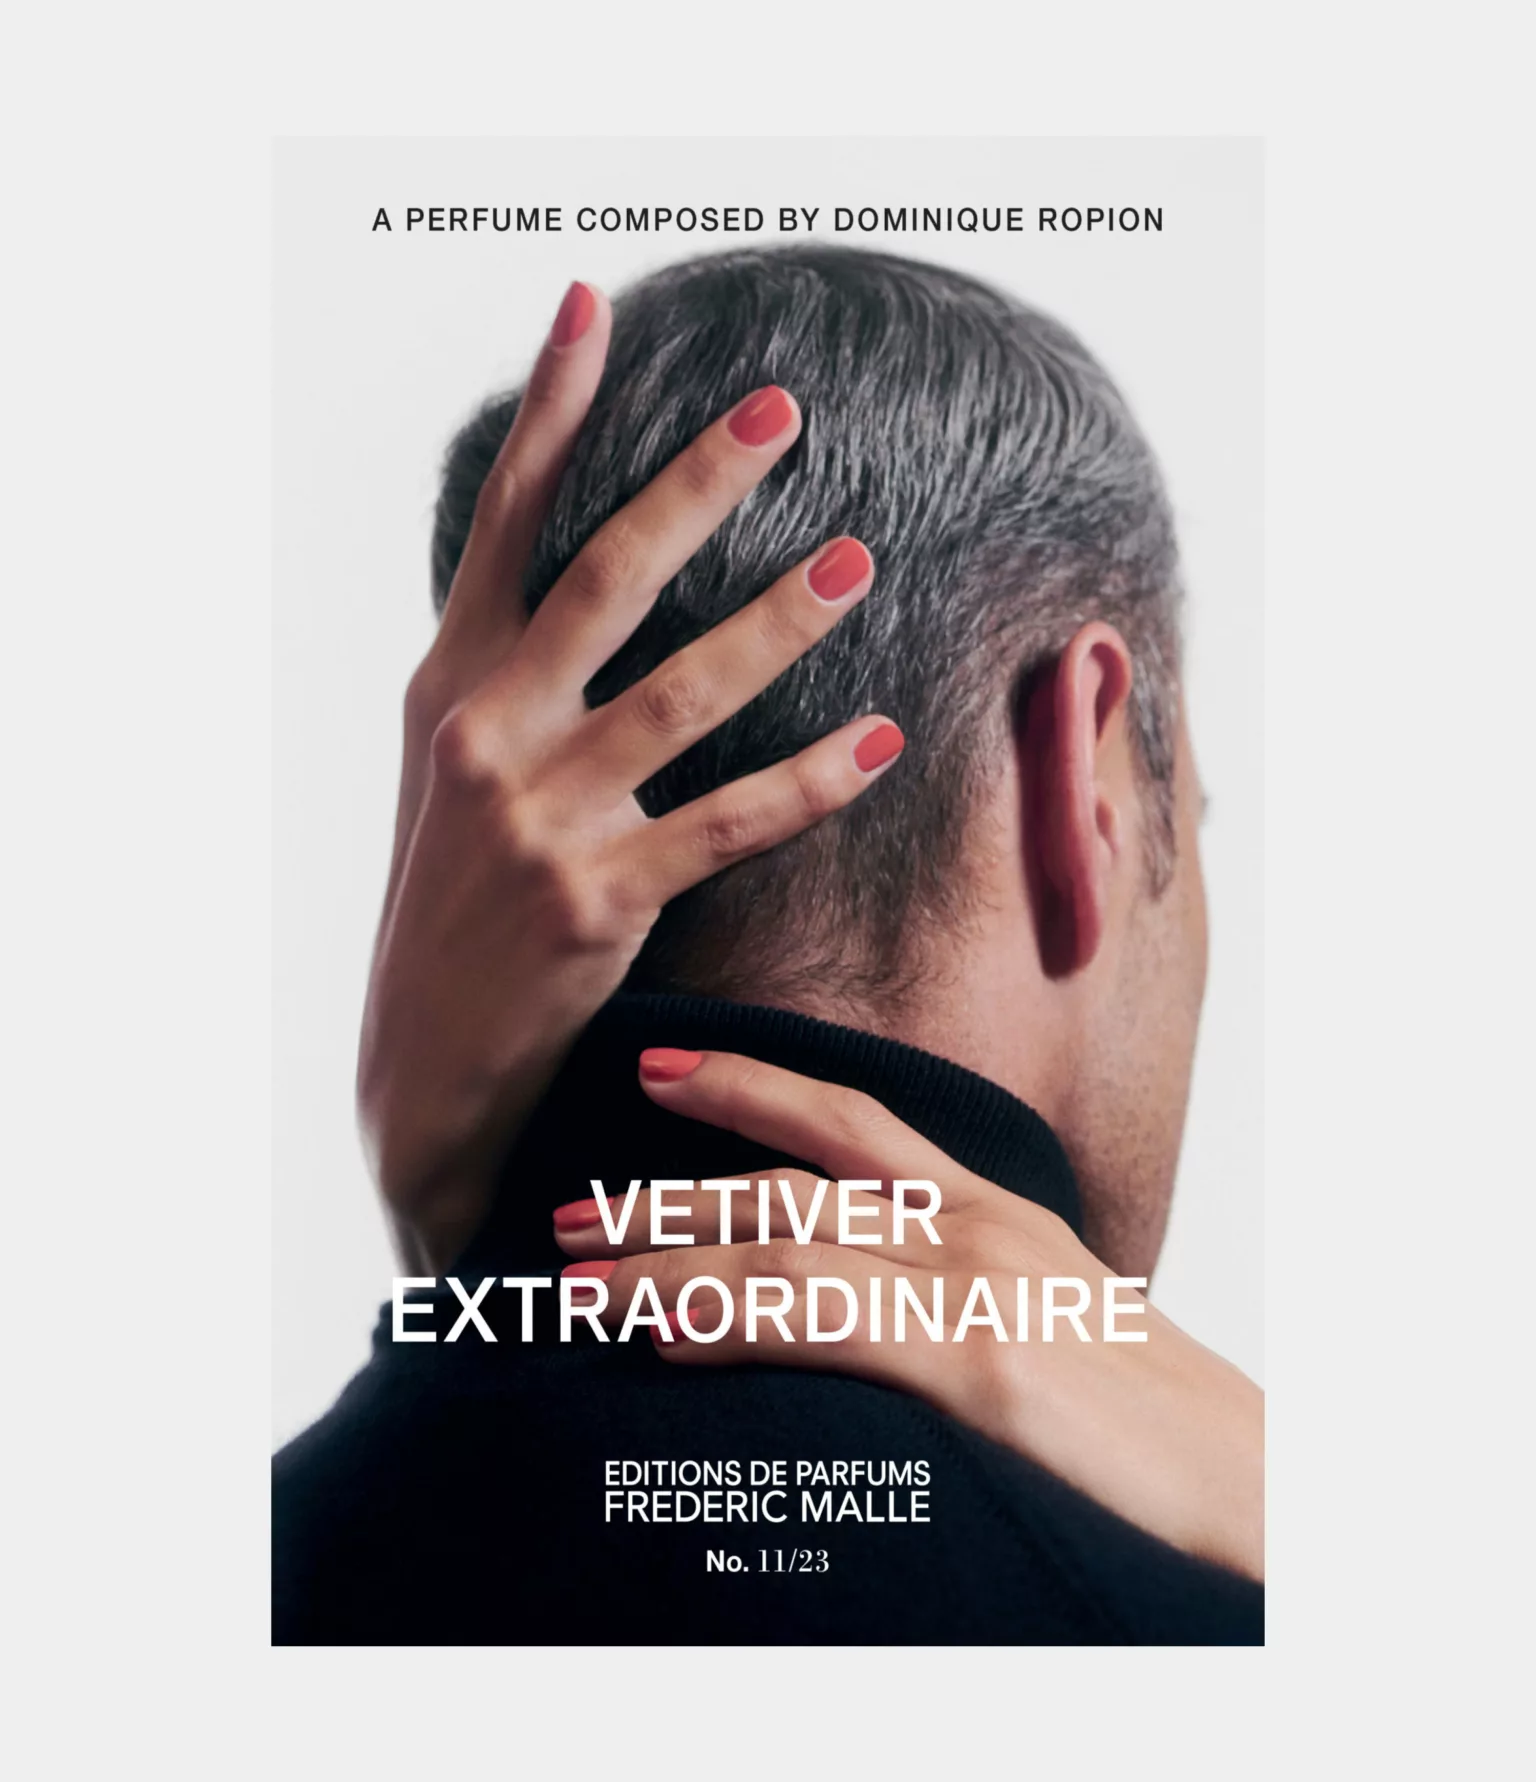 A PERFUME COMPOSED BY DOMINIQUE ROPION
VETIVER
EXTRAORDINAIRE
EDITIONS DE PARFUMS
FREDERIC MALLE
No. 11/23